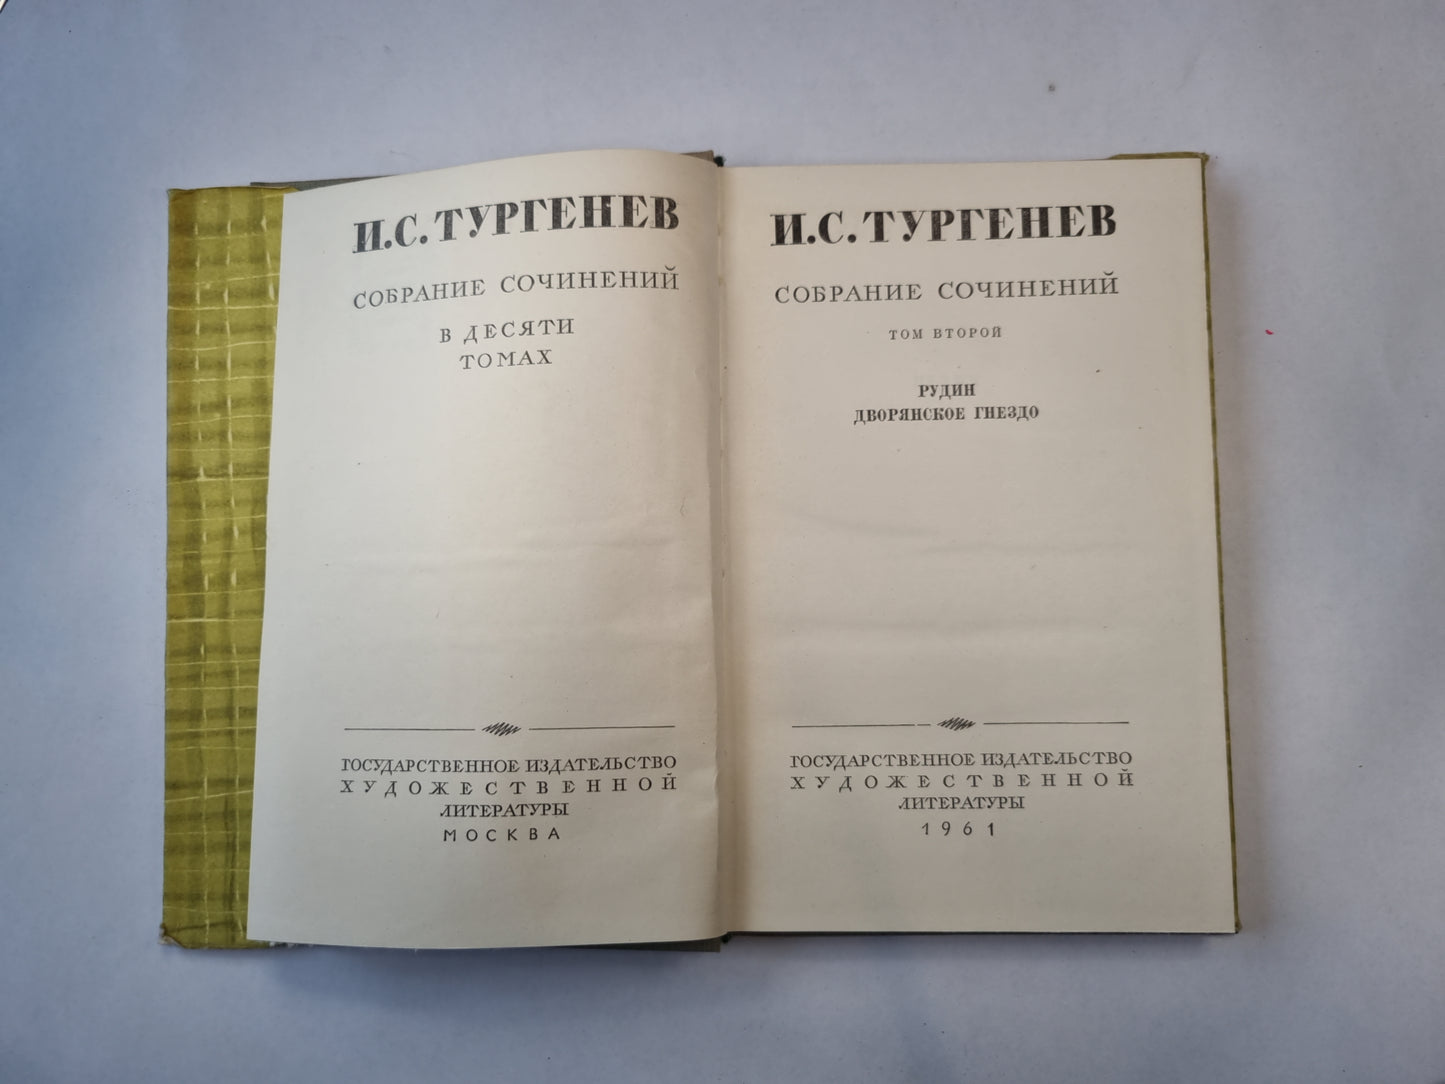 И.С.ТУРГЕНЕВ
СОБРАНИЕ СОЧИНЕНИЙ
В ДЕСЯТИ
ТОМАХ
ГОСУДАРСТВЕННОЕ ИЗДАТЕЛЬСТВО
ХУДОЖЕСТВЕННОЙ
ЛИТЕРАТУРЫ
МОСКВА
И.С.ТУРГЕНЕВ
СОБРАНИЕ СОЧИНЕНИЙ
ТОМ ВТОРОЙ
РУДИН
ДВОРЯНСКОЕ ГНЕЗДО
ГОСУДАРСТВЕННОЕ ИЗДАТЕЛЬСТВО
ХУДОЖЕСТВЕННОЙ
ЛИТЕРАТУРЫ
1961